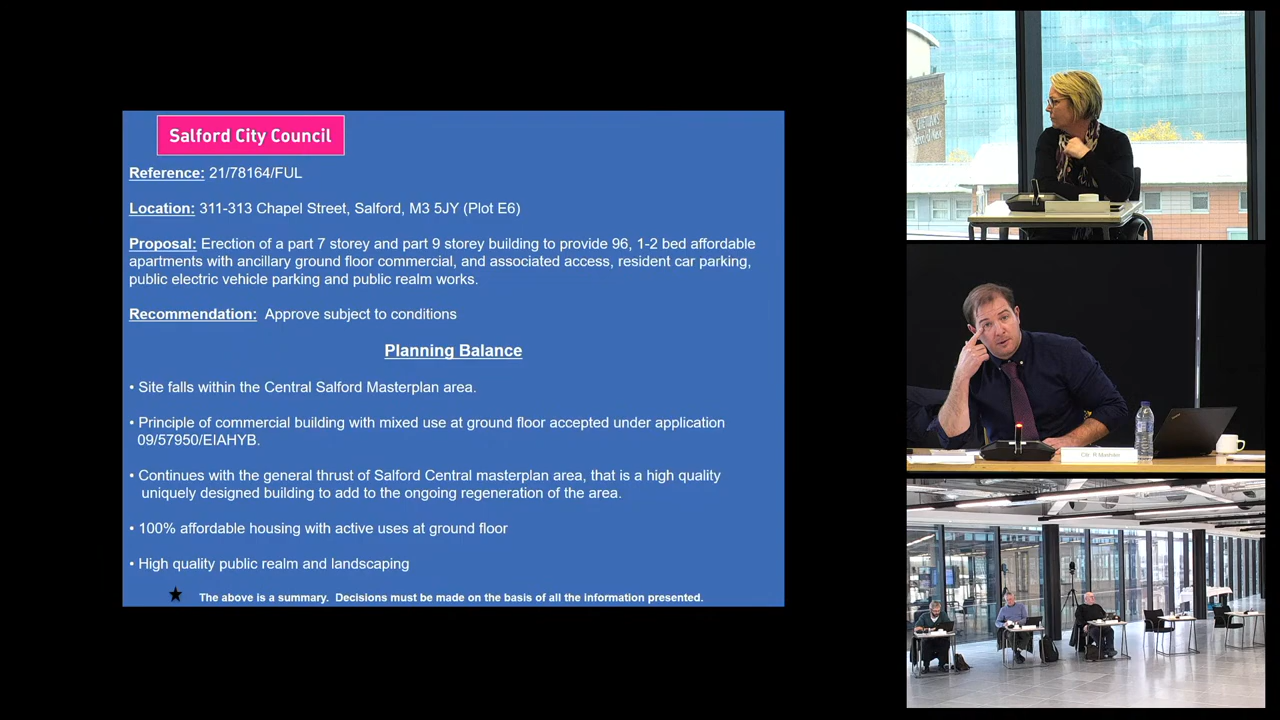 Salford City Council
Reference: 21/78164/FUL
Location: 311-313 Chapel Street, Salford, M3 5JY (Plot E6)
Proposal: Erection of a part 7 storey and part 9 storey building to provide 96, 1-2 bed affordable
apartments with ancillary ground floor commercial, and associated access, resident car parking,
public electric vehicle parking and public realm works.
Recommendation: Approve subject to conditions
Planning Balance
• Site falls within the Central Salford Masterplan area.
• Principle of commercial building with mixed use at ground floor accepted under application
09/57950/EIAHYB.
• Continues with the general thrust of Salford Central masterplan area, that is a high quality
uniquely designed building to add to the ongoing regeneration of the area.
• 100% affordable housing with active uses at ground floor
• High quality public realm and landscaping
★ The above is a summary. Decisions must be made on the basis of all the information presented.